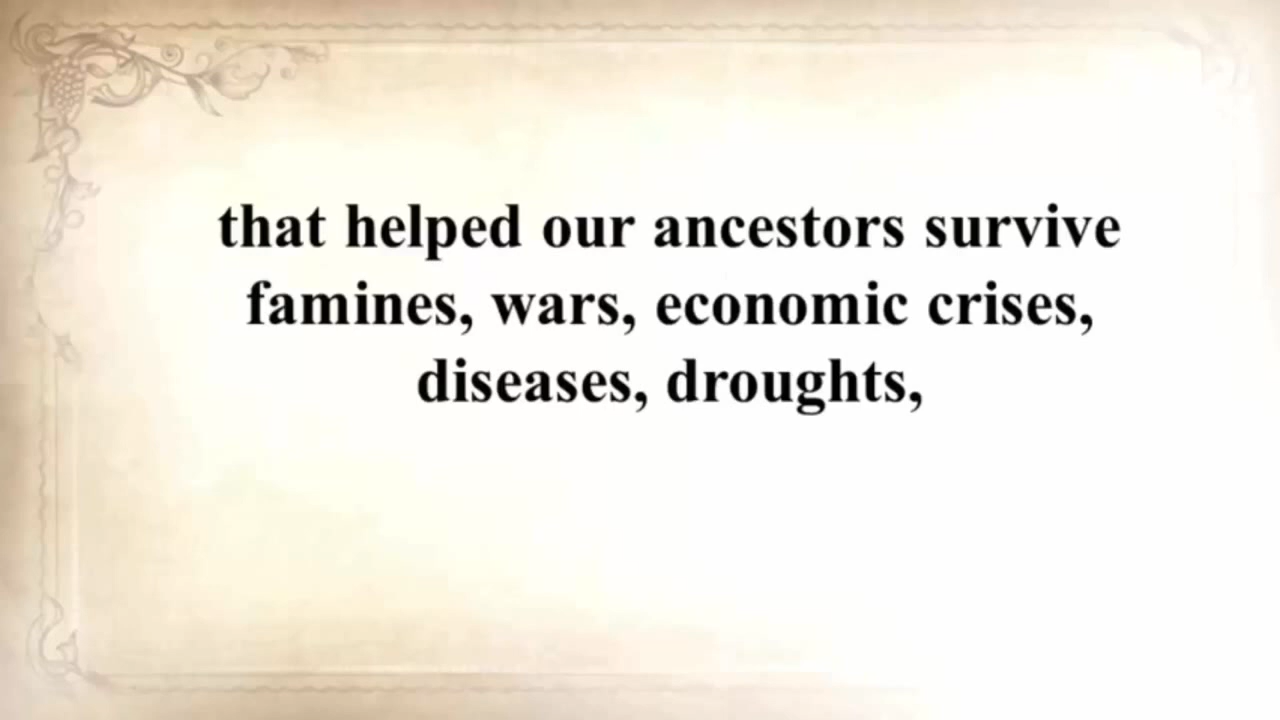 that helped our ancestors survive
famines, wars, economic crises,
diseases, droughts,